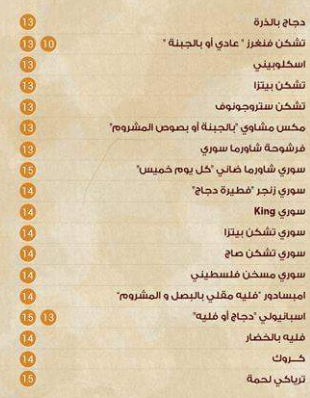 دجاج بالذرة 13
تشكن فنغرز " عادي أو بالجبنة " 10 13
اسكلوبيني 13
تشكن بيتزا 13
تشكن ستروجونوف 13
مكس مشاوي "بالجبنة أو بصوص المشروم" 13
فرشوحة شاورما سوري 13
سوري شاورما ضاني "كل يوم خميس" 15
سوري زنجر "فطيرة دجاج" 14
سوري King 14
سوري تشكن بيتزا 14
سوري تشكن صاج 14
سوري مسخن فلسطيني 14
امبسادور "فليه مقلي بالبصل و المشروم" 14
اسبانيولي "دجاج أو فليه" 13 15
فليه بالخضار 14
كـــروك 14
ترياكي لحمة 15